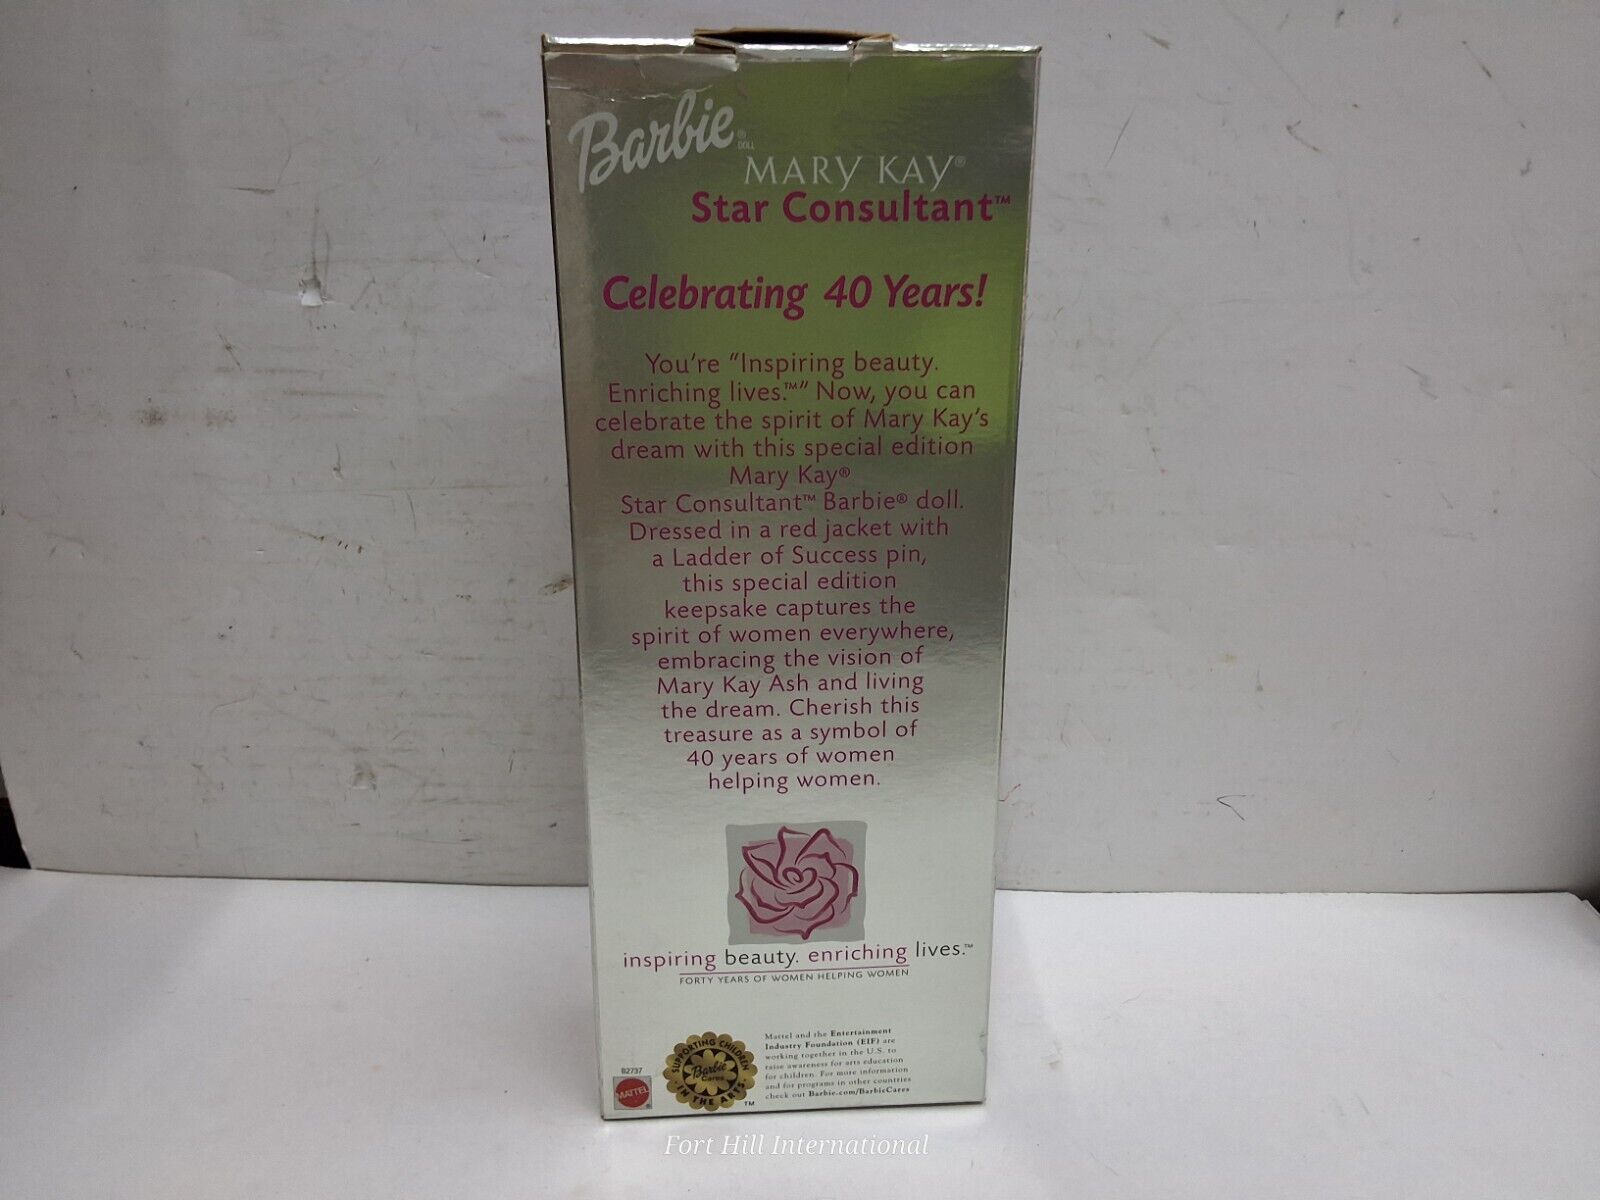 Barbie® DOLL
MARY KAY®
Star Consultant™
Celebrating 40 Years!
You're "Inspiring beauty.
Enriching lives.™" Now, you can
celebrate the spirit of Mary Kay's
dream with this special edition
Mary Kay®
Star Consultant™ Barbie® doll.
Dressed in a red jacket with
a Ladder of Success pin,
this special edition
keepsake captures the
spirit of women everywhere,
embracing the vision of
Mary Kay Ash and living
the dream. Cherish this
treasure as a symbol of
40 years of women
helping women.
inspiring beauty. enriching lives.™
FORTY YEARS OF WOMEN HELPING WOMEN
B2737
MATTEL®
SUPPORTING CHILDREN
Barbie
Cares
IN THE ARTS
™
Mattel and the Entertainment
Industry Foundation (EIF) are
working together in the U.S. to
raise awareness for arts education
for children. For more information
and for programs in other countries
check out Barbie.com/BarbieCares
Fort Hill International